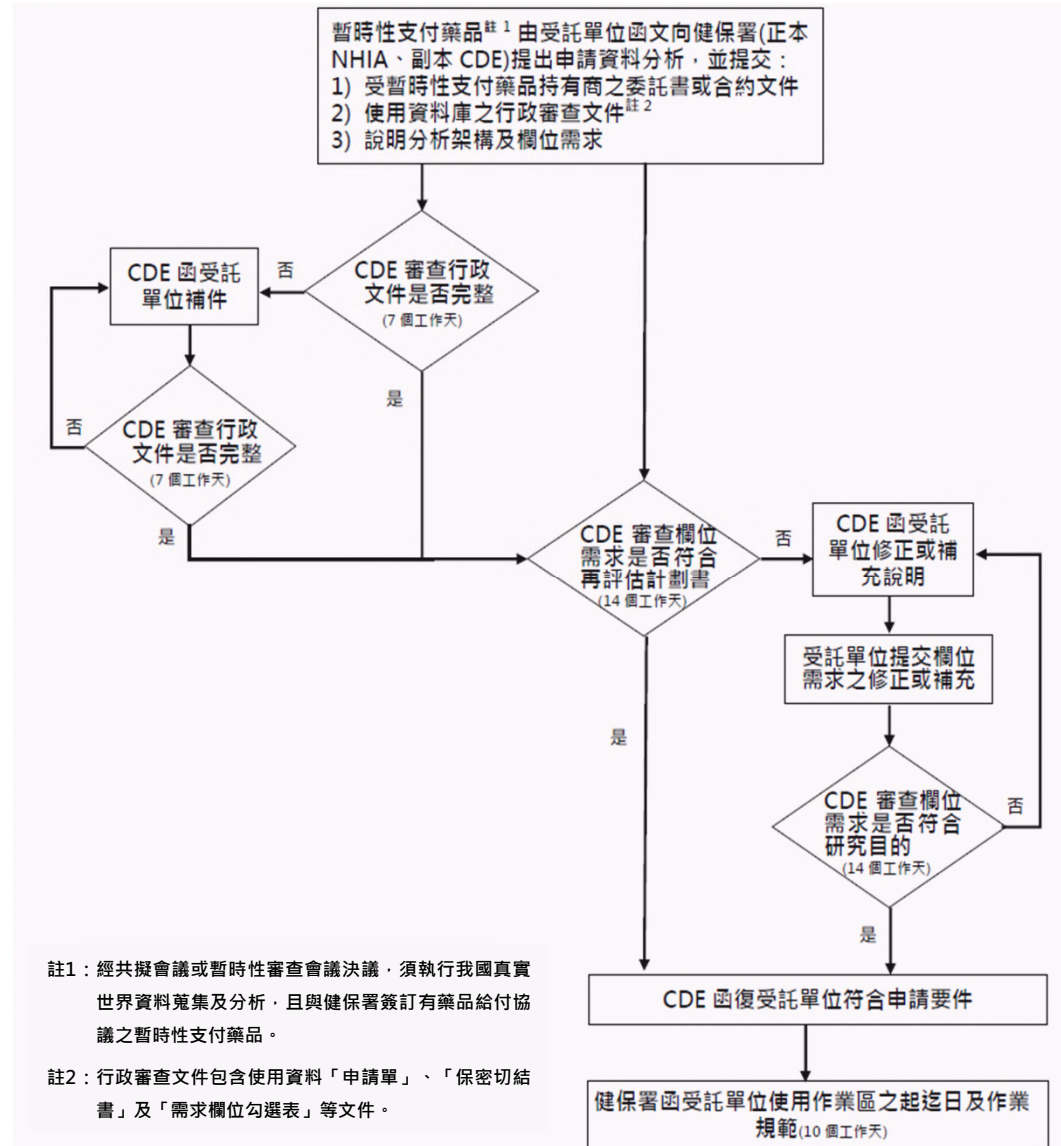 暫時性支付藥品註 1 由受託單位函文向健保署(正本
NHIA、副本 CDE)提出申請資料分析，並提交：
1) 受暫時性支付藥品持有商之委託書或合約文件
2) 使用資料庫之行政審查文件註 2
3) 說明分析架構及欄位需求
CDE 審查行政
文件是否完整
(7 個工作天)
否
CDE 函受託
單位補件
是
否
CDE 審查行政
文件是否完整
(7 個工作天)
是
CDE 審查欄位
需求是否符合
再評估計劃書
(14 個工作天)
否
CDE 函受託
單位修正或補
充說明
受託單位提交欄位
需求之修正或補充
是
CDE 審查欄位
需求是否符合
研究目的
(14 個工作天)
否
是
CDE 函復受託單位符合申請要件
健保署函受託單位使用作業區之起迄日及作業
規範(10 個工作天)
註1：經共擬會議或暫時性審查會議決議，須執行我國真實
世界資料蒐集及分析，且與健保署簽訂有藥品給付協
議之暫時性支付藥品。
註2：行政審查文件包含使用資料「申請單」、「保密切結
書」及「需求欄位勾選表」等文件。